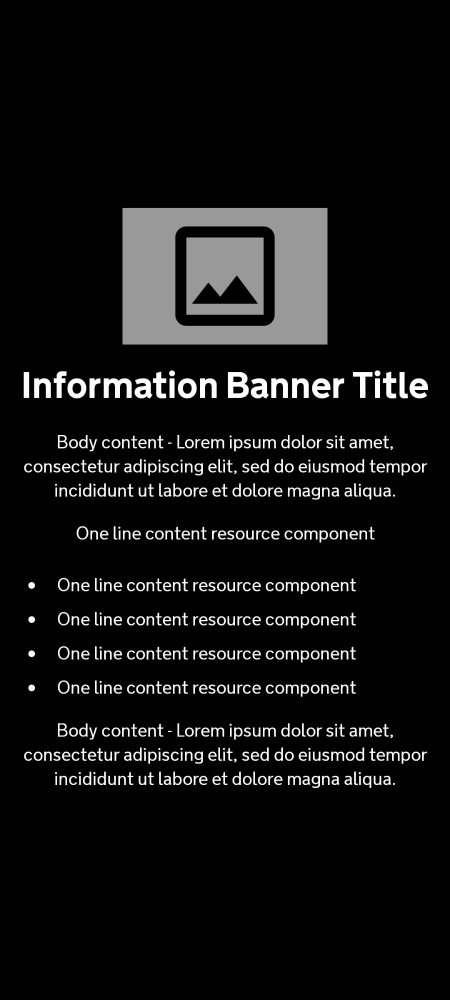 Information Banner Title
Body content - Lorem ipsum dolor sit amet,
consectetur adipiscing elit, sed do eiusmod tempor
incididunt ut labore et dolore magna aliqua.
One line content resource component
• One line content resource component
• One line content resource component
• One line content resource component
• One line content resource component
Body content - Lorem ipsum dolor sit amet,
consectetur adipiscing elit, sed do eiusmod tempor
incididunt ut labore et dolore magna aliqua.